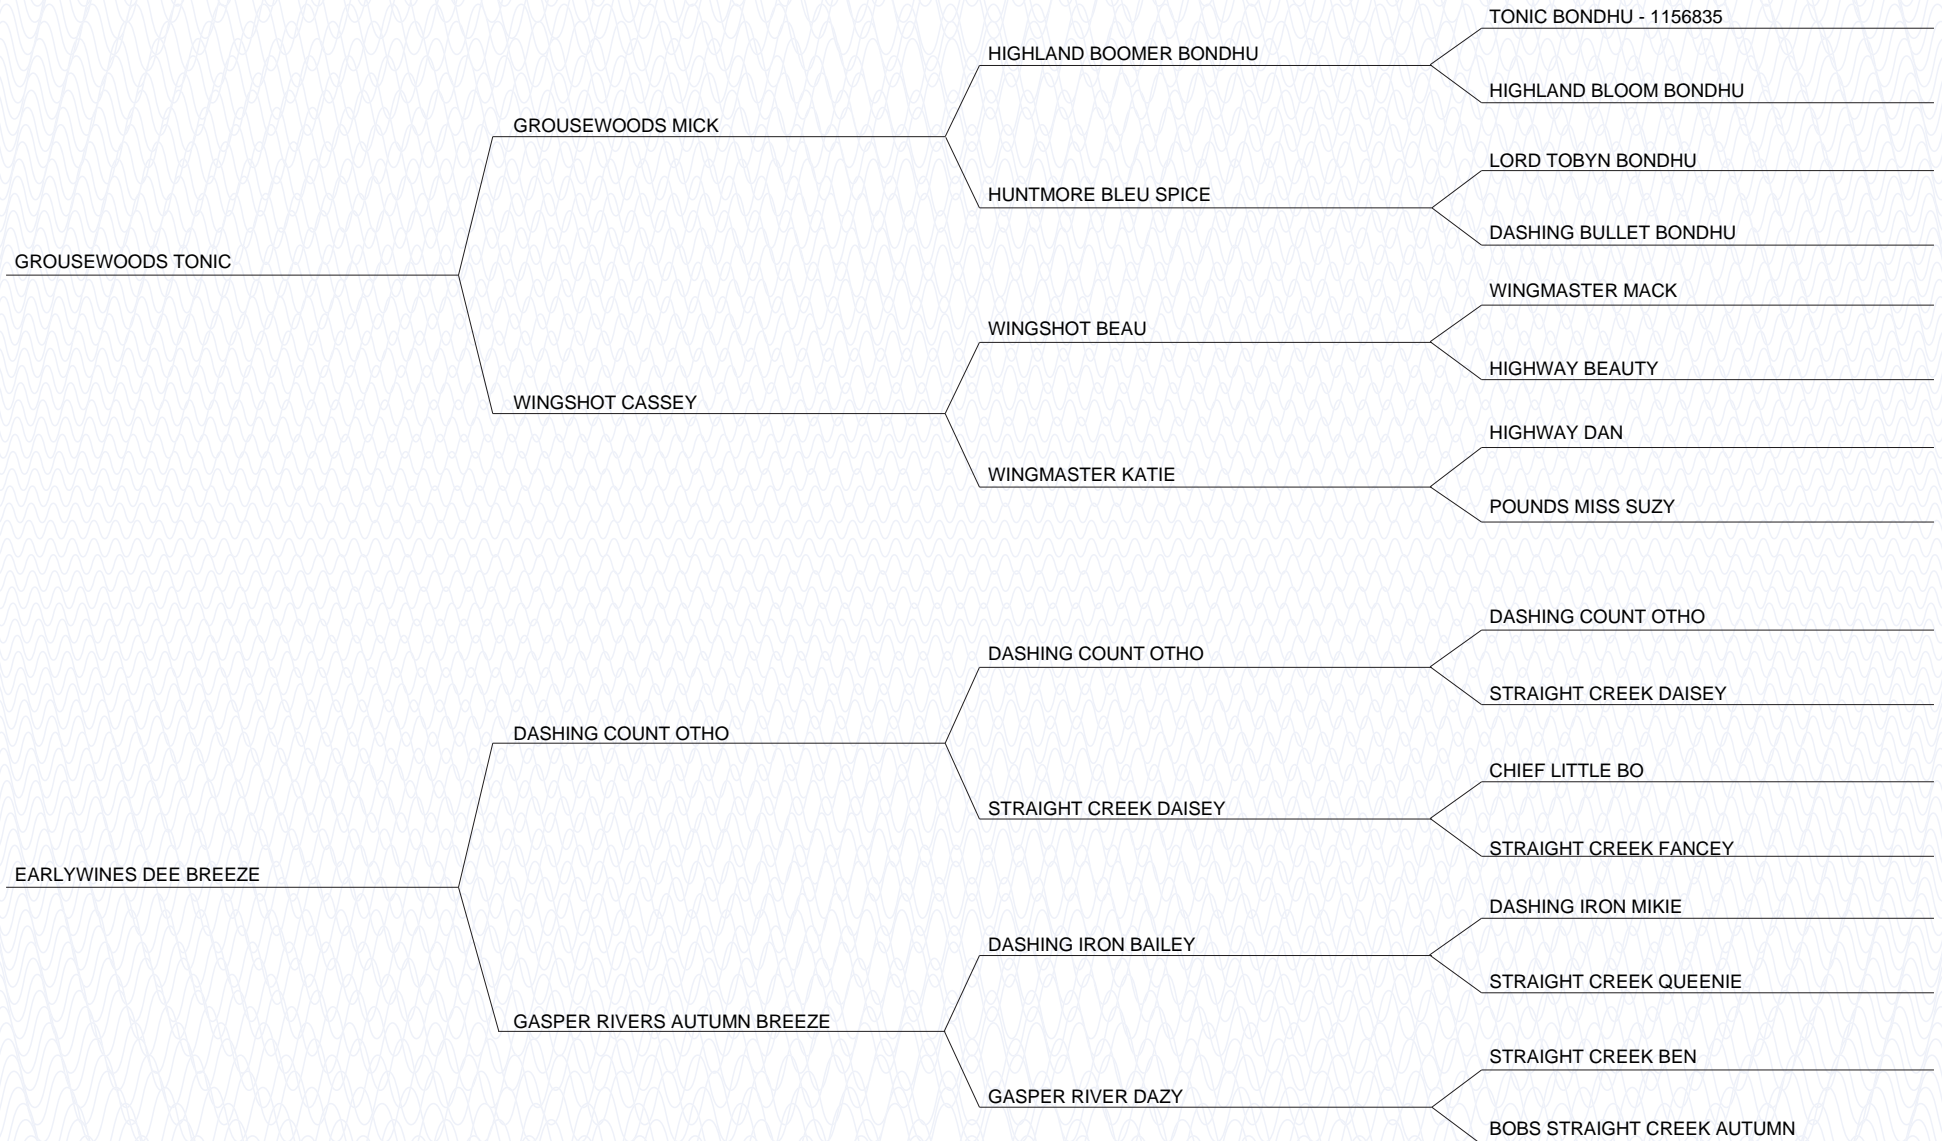 TONIC BONDHU - 1156835
HIGHLAND BOOMER BONDHU
HIGHLAND BLOOM BONDHU
GROUSEWOODS MICK
LORD TOBYN BONDHU
HUNTMORE BLEU SPICE
DASHING BULLET BONDHU
GROUSEWOODS TONIC
WINGMASTER MACK
WINGSHOT BEAU
HIGHWAY BEAUTY
WINGSHOT CASSEY
HIGHWAY DAN
WINGMASTER KATIE
POUNDS MISS SUZY
DASHING COUNT OTHO
DASHING COUNT OTHO
STRAIGHT CREEK DAISEY
DASHING COUNT OTHO
CHIEF LITTLE BO
STRAIGHT CREEK DAISEY
STRAIGHT CREEK FANCEY
EARLYWINES DEE BREEZE
DASHING IRON MIKIE
DASHING IRON BAILEY
STRAIGHT CREEK QUEENIE
GASPER RIVERS AUTUMN BREEZE
STRAIGHT CREEK BEN
GASPER RIVER DAZY
BOBS STRAIGHT CREEK AUTUMN